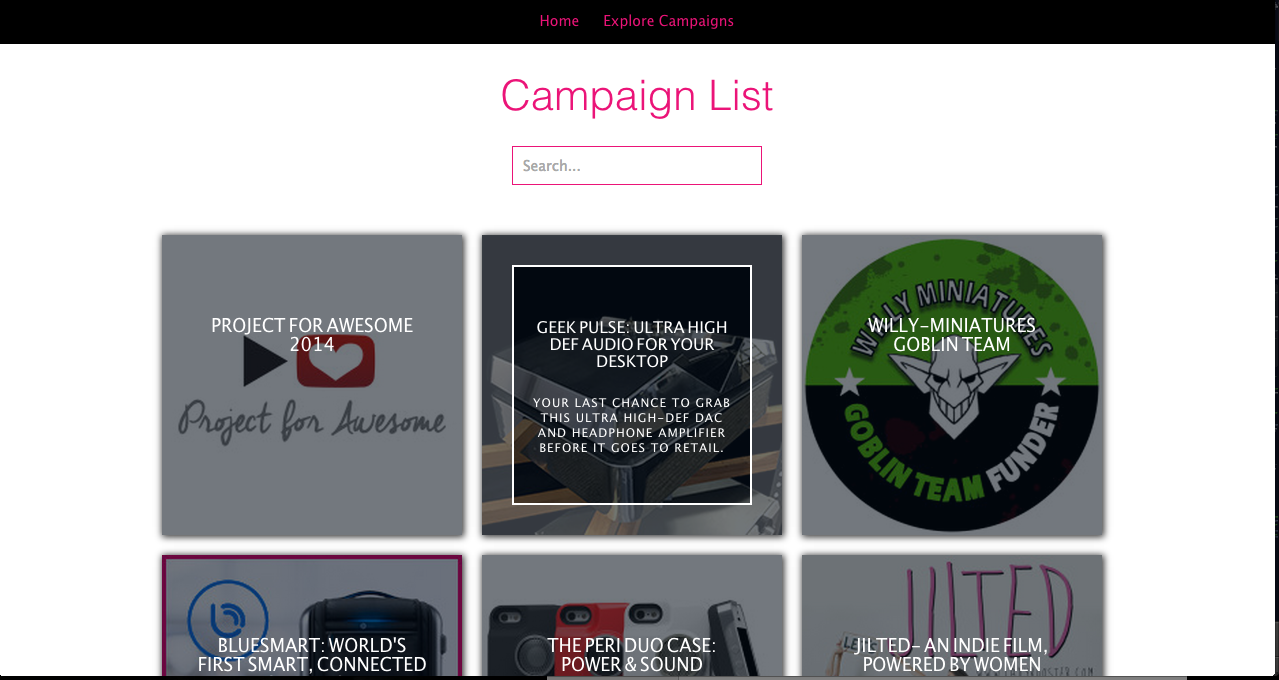 Home Explore Campaigns
Campaign List
Search...
PROJECT FOR AWESOME
2014
Project for Awesome
GEEK PULSE: ULTRA HIGH
DEF AUDIO FOR YOUR
DESKTOP
YOUR LAST CHANCE TO GRAB
THIS ULTRA HIGH-DEF DAC
AND HEADPHONE AMPLIFIER
BEFORE IT GOES TO RETAIL.
WILLY MINIATURES
WILLY-MINIATURES
GOBLIN TEAM
GOBLIN TEAM FUNDER
BLUESMART: WORLD'S
FIRST SMART, CONNECTED
THE PERI DUO CASE:
POWER & SOUND
JILTED
JILTED- AN INDIE FILM,
POWERED BY WOMEN